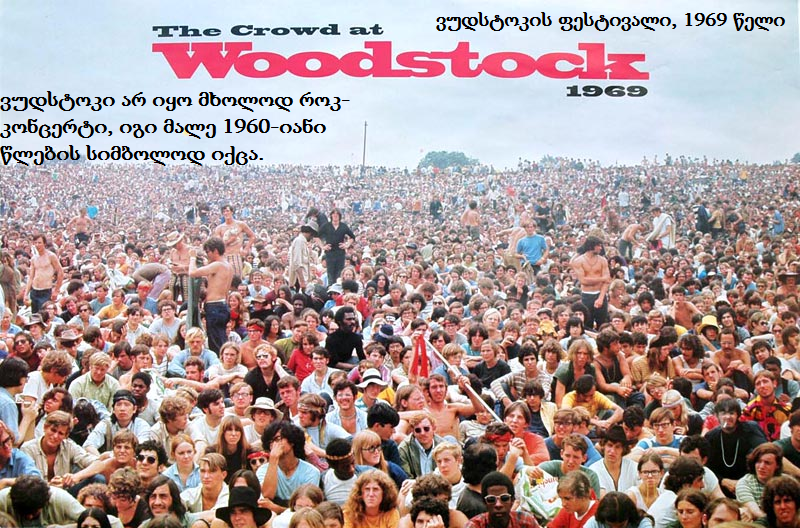 The Crowd at
Woodstock
1969
ვუდსტოკის ფესტივალი, 1969 წელი
ვუდსტოკი არ იყო მხოლოდ როკ-
კონცერტი, იგი მალე 1960-იანი
წლების სიმბოლოდ იქცა.